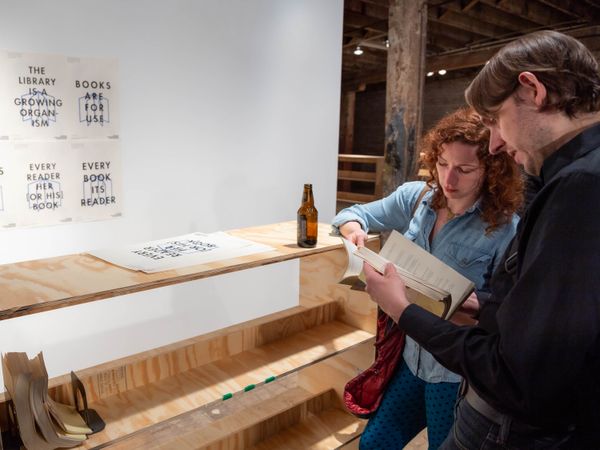 THE
LIBRARY
IS A
GROWING
ORGAN-
ISM
BOOKS
ARE
FOR
USE
EVERY
READER
HER
(OR HIS)
BOOK
EVERY
BOOK
ITS
READER
EVERY